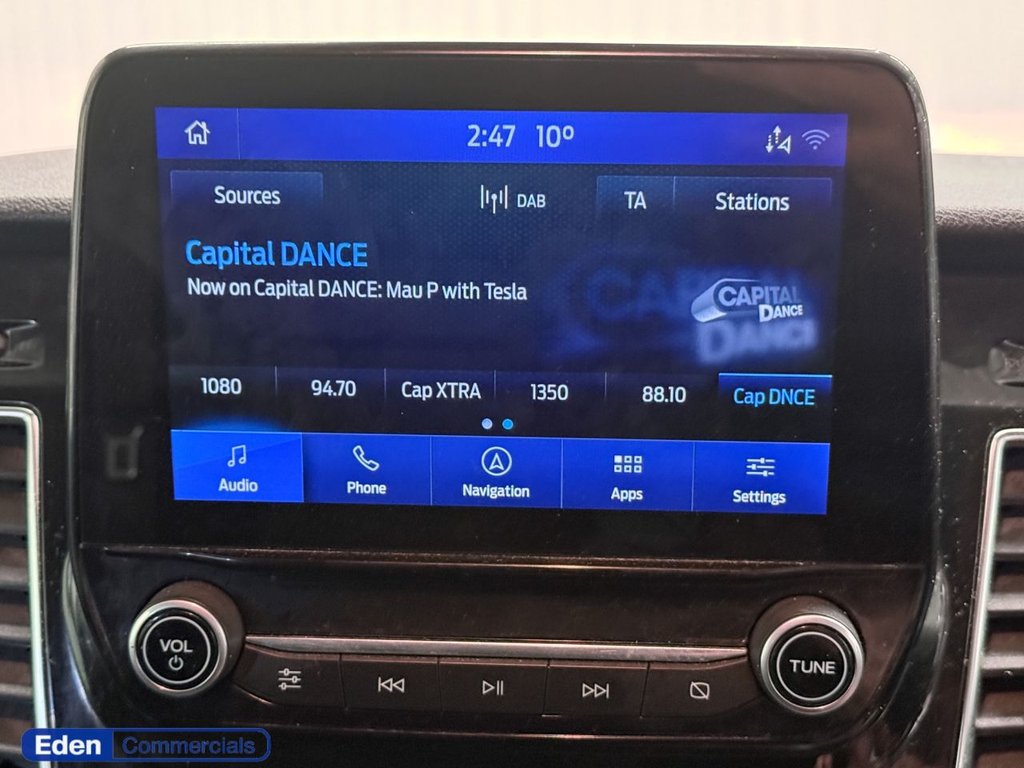 2:47 10°
Sources
DAB
TA
Stations
Capital DANCE
Now on Capital DANCE: Mau P with Tesla
CAPITAL
DANCE
1080
94.70
Cap XTRA
1350
88.10
Cap DNCE
Audio
Phone
Navigation
Apps
Settings
VOL
TUNE
Eden Commercials